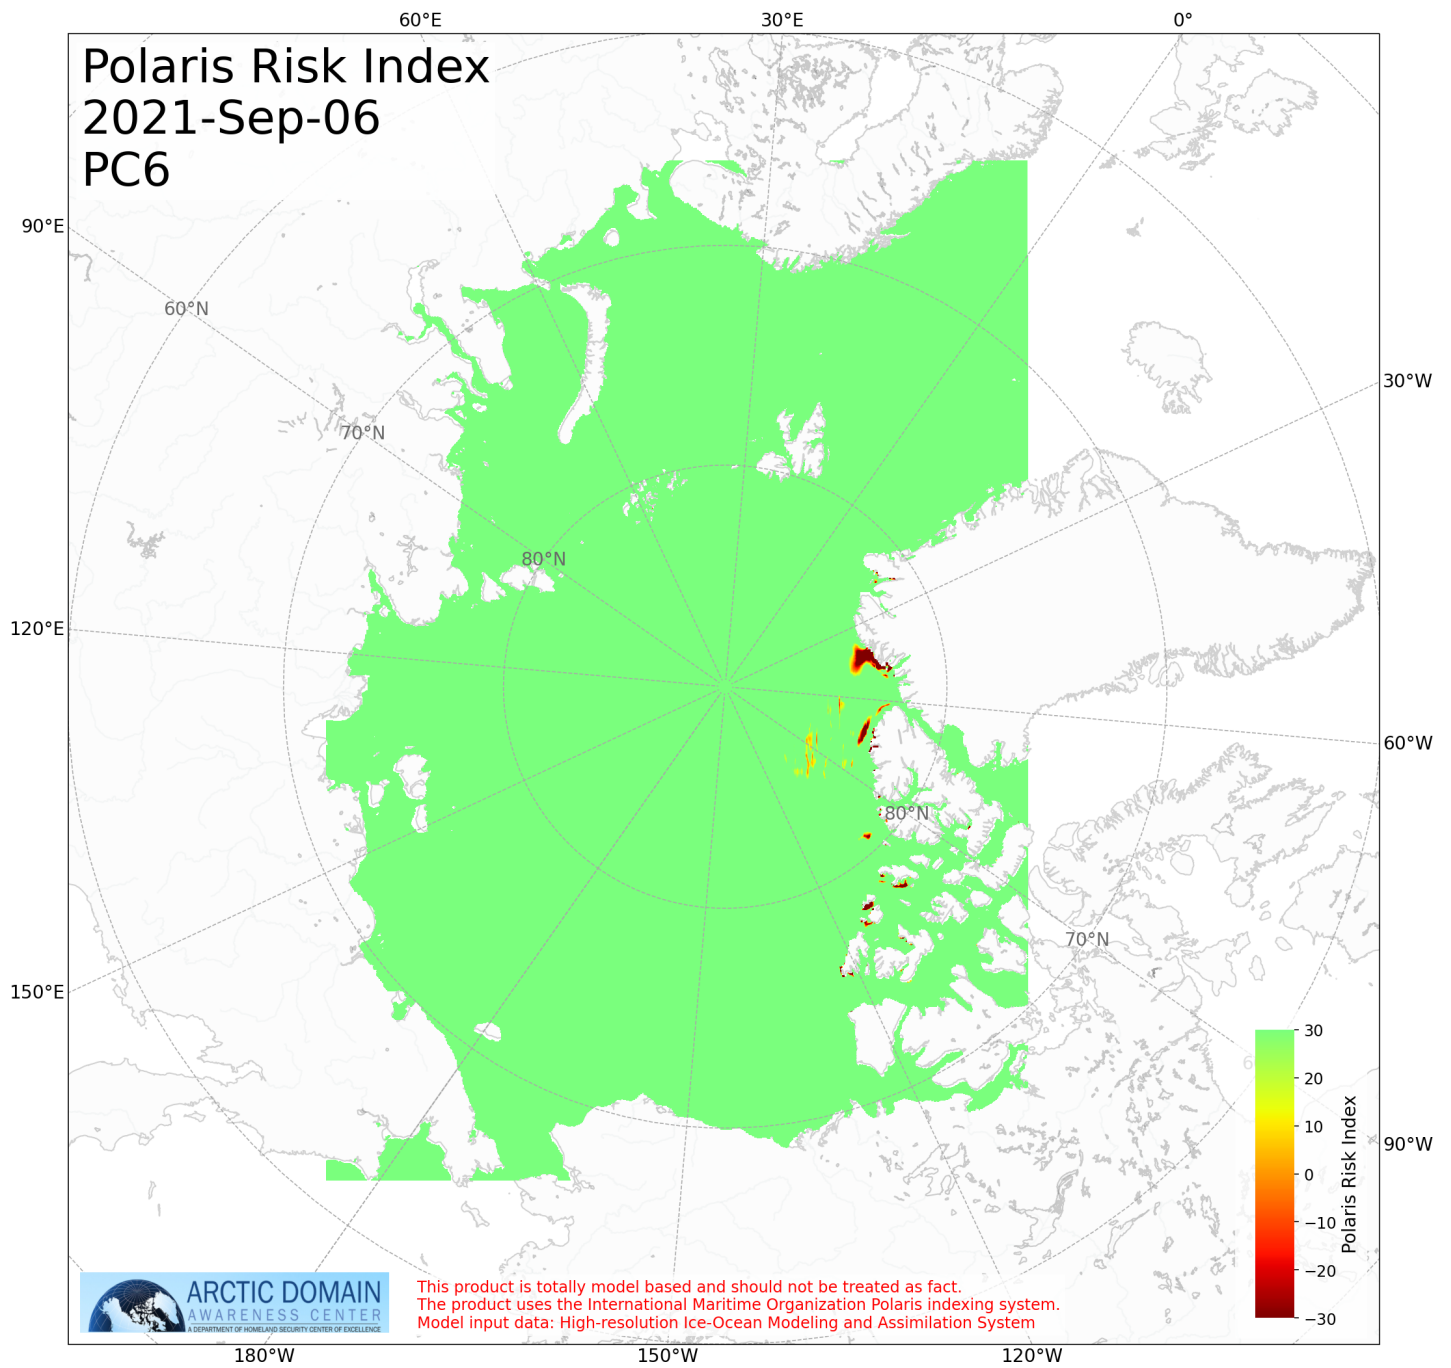 60°E 30°E 0°
Polaris Risk Index
2021-Sep-06
PC6
90°E
60°N
30°W
70°N
80°N
120°E
60°W
80°N
70°N
150°E
30
20
10
0
−10
−20
−30
Polaris Risk Index
90°W
ARCTIC DOMAIN
AWARENESS CENTER
A DEPARTMENT OF HOMELAND SECURITY CENTER OF EXCELLENCE
This product is totally model based and should not be treated as fact.
The product uses the International Maritime Organization Polaris indexing system.
Model input data: High-resolution Ice-Ocean Modeling and Assimilation System
180°W 150°W 120°W